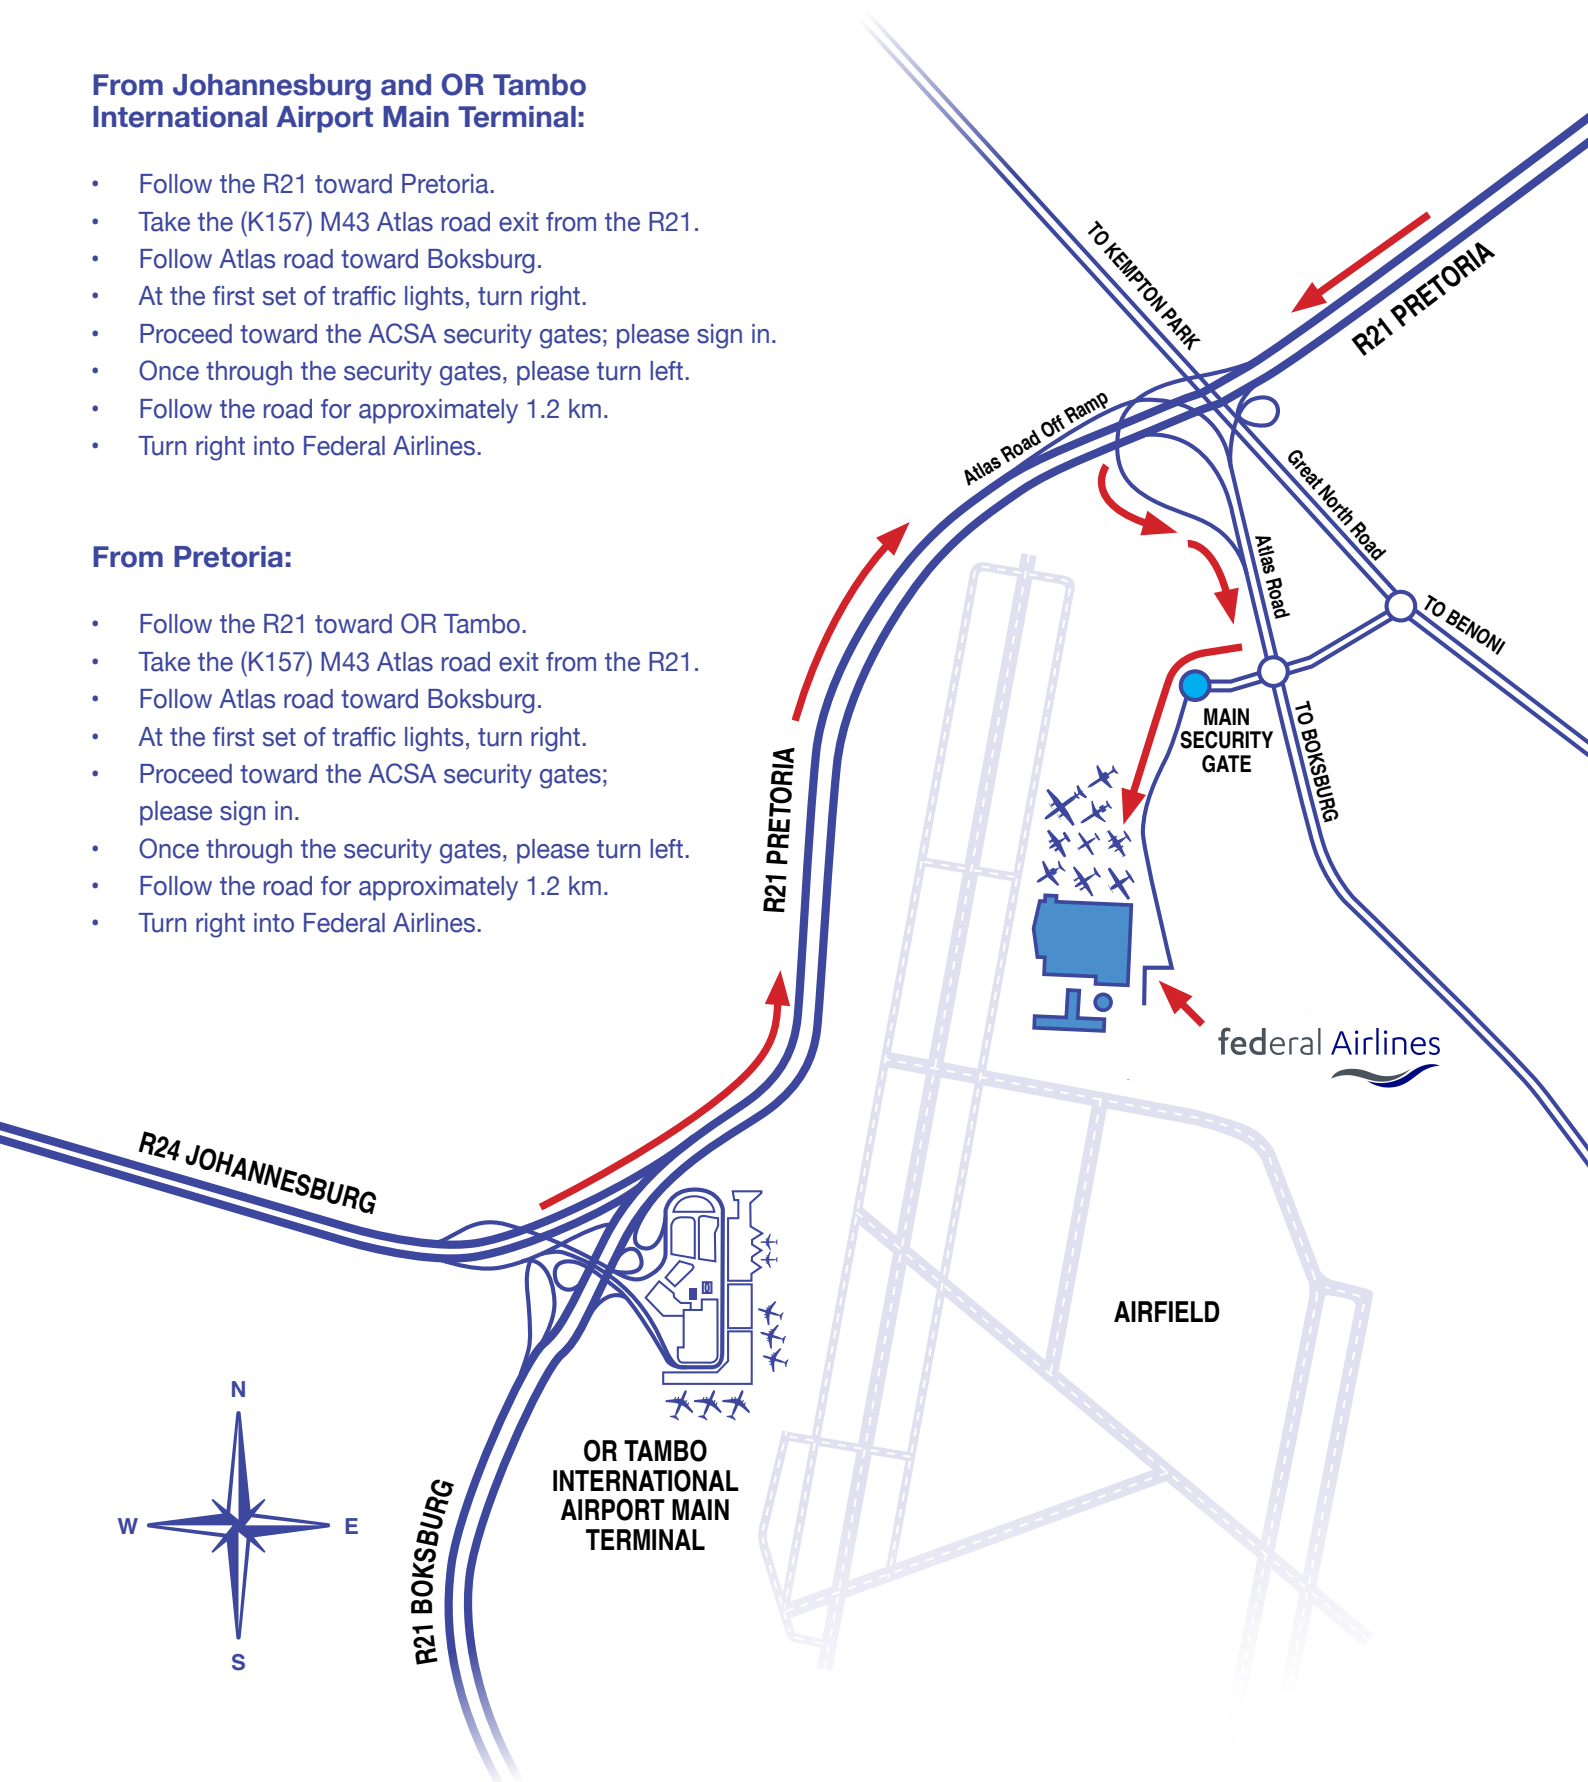 From Johannesburg and OR Tambo
International Airport Main Terminal:
• Follow the R21 toward Pretoria.
• Take the (K157) M43 Atlas road exit from the R21.
• Follow Atlas road toward Boksburg.
• At the first set of traffic lights, turn right.
• Proceed toward the ACSA security gates; please sign in.
• Once through the security gates, please turn left.
• Follow the road for approximately 1.2 km.
• Turn right into Federal Airlines.
From Pretoria:
• Follow the R21 toward OR Tambo.
• Take the (K157) M43 Atlas road exit from the R21.
• Follow Atlas road toward Boksburg.
• At the first set of traffic lights, turn right.
• Proceed toward the ACSA security gates;
please sign in.
• Once through the security gates, please turn left.
• Follow the road for approximately 1.2 km.
• Turn right into Federal Airlines.
TO KEMPTON PARK
R21 PRETORIA
Atlas Road Off Ramp
Great North Road
Atlas Road
TO BENONI
MAIN
SECURITY
GATE
TO BOKSBURG
R21 PRETORIA
federal Airlines
R24 JOHANNESBURG
AIRFIELD
OR TAMBO
INTERNATIONAL
AIRPORT MAIN
TERMINAL
R21 BOKSBURG
N
W
E
S